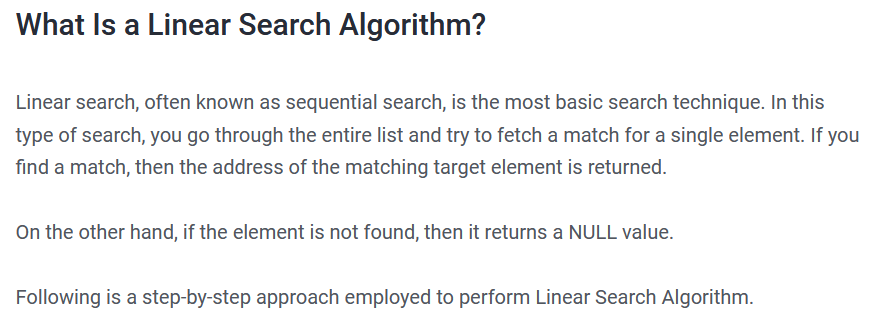 What Is a Linear Search Algorithm?
Linear search, often known as sequential search, is the most basic search technique. In this
type of search, you go through the entire list and try to fetch a match for a single element. If you
find a match, then the address of the matching target element is returned.
On the other hand, if the element is not found, then it returns a NULL value.
Following is a step-by-step approach employed to perform Linear Search Algorithm.